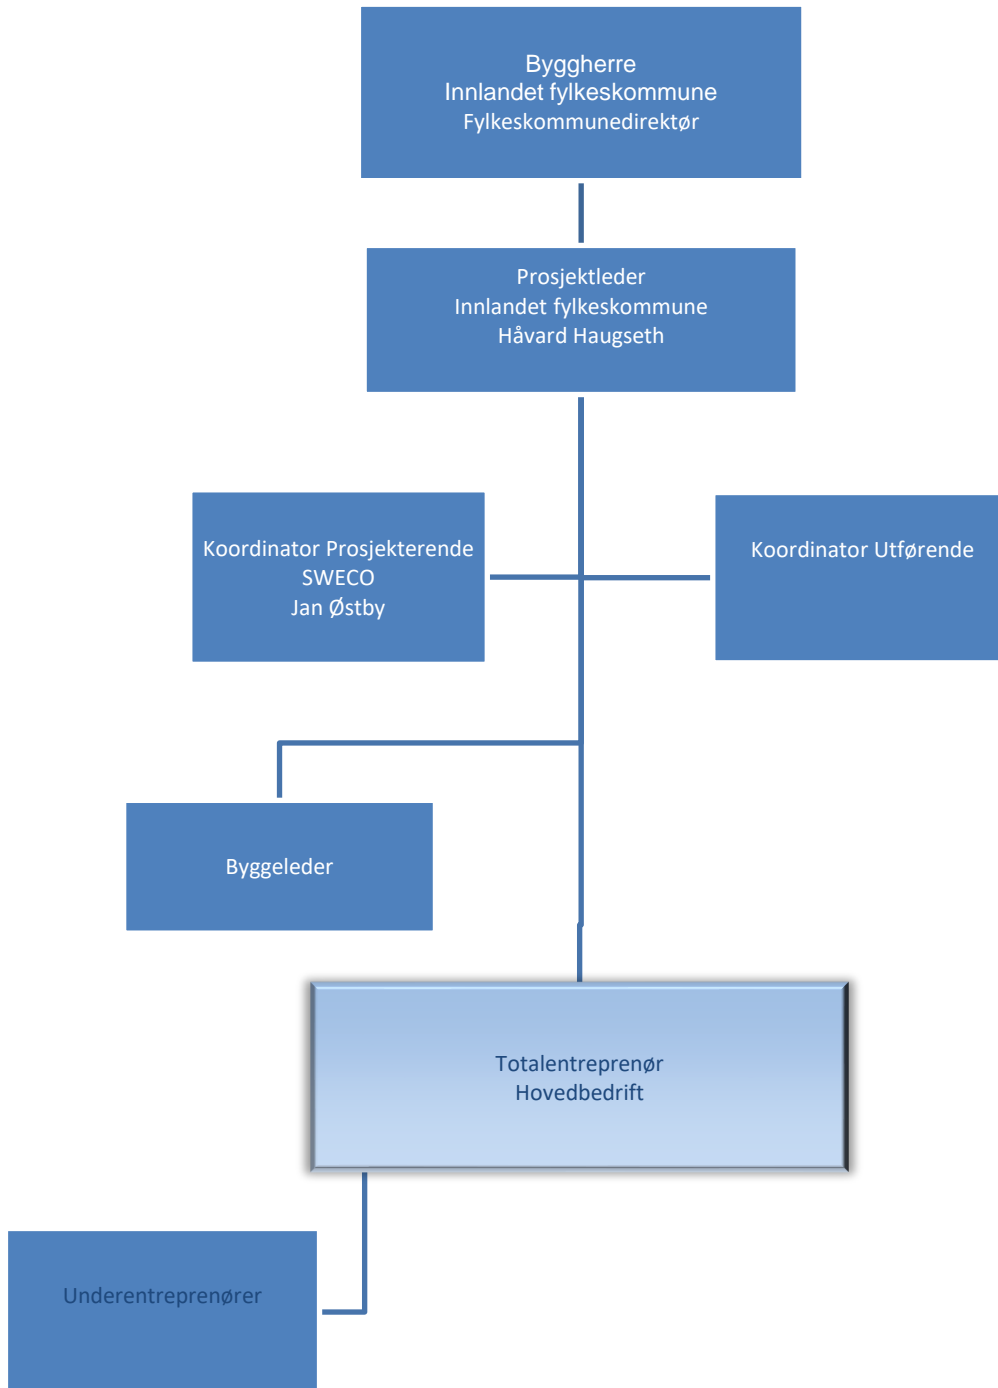 Byggherre
Innlandet fylkeskommune
Fylkeskommunedirektør
Prosjektleder
Innlandet fylkeskommune
Håvard Haugseth
Koordinator Prosjekterende
SWECO
Jan Østby
Koordinator Utførende
Byggeleder
Totalentreprenør
Hovedbedrift
Underentreprenører